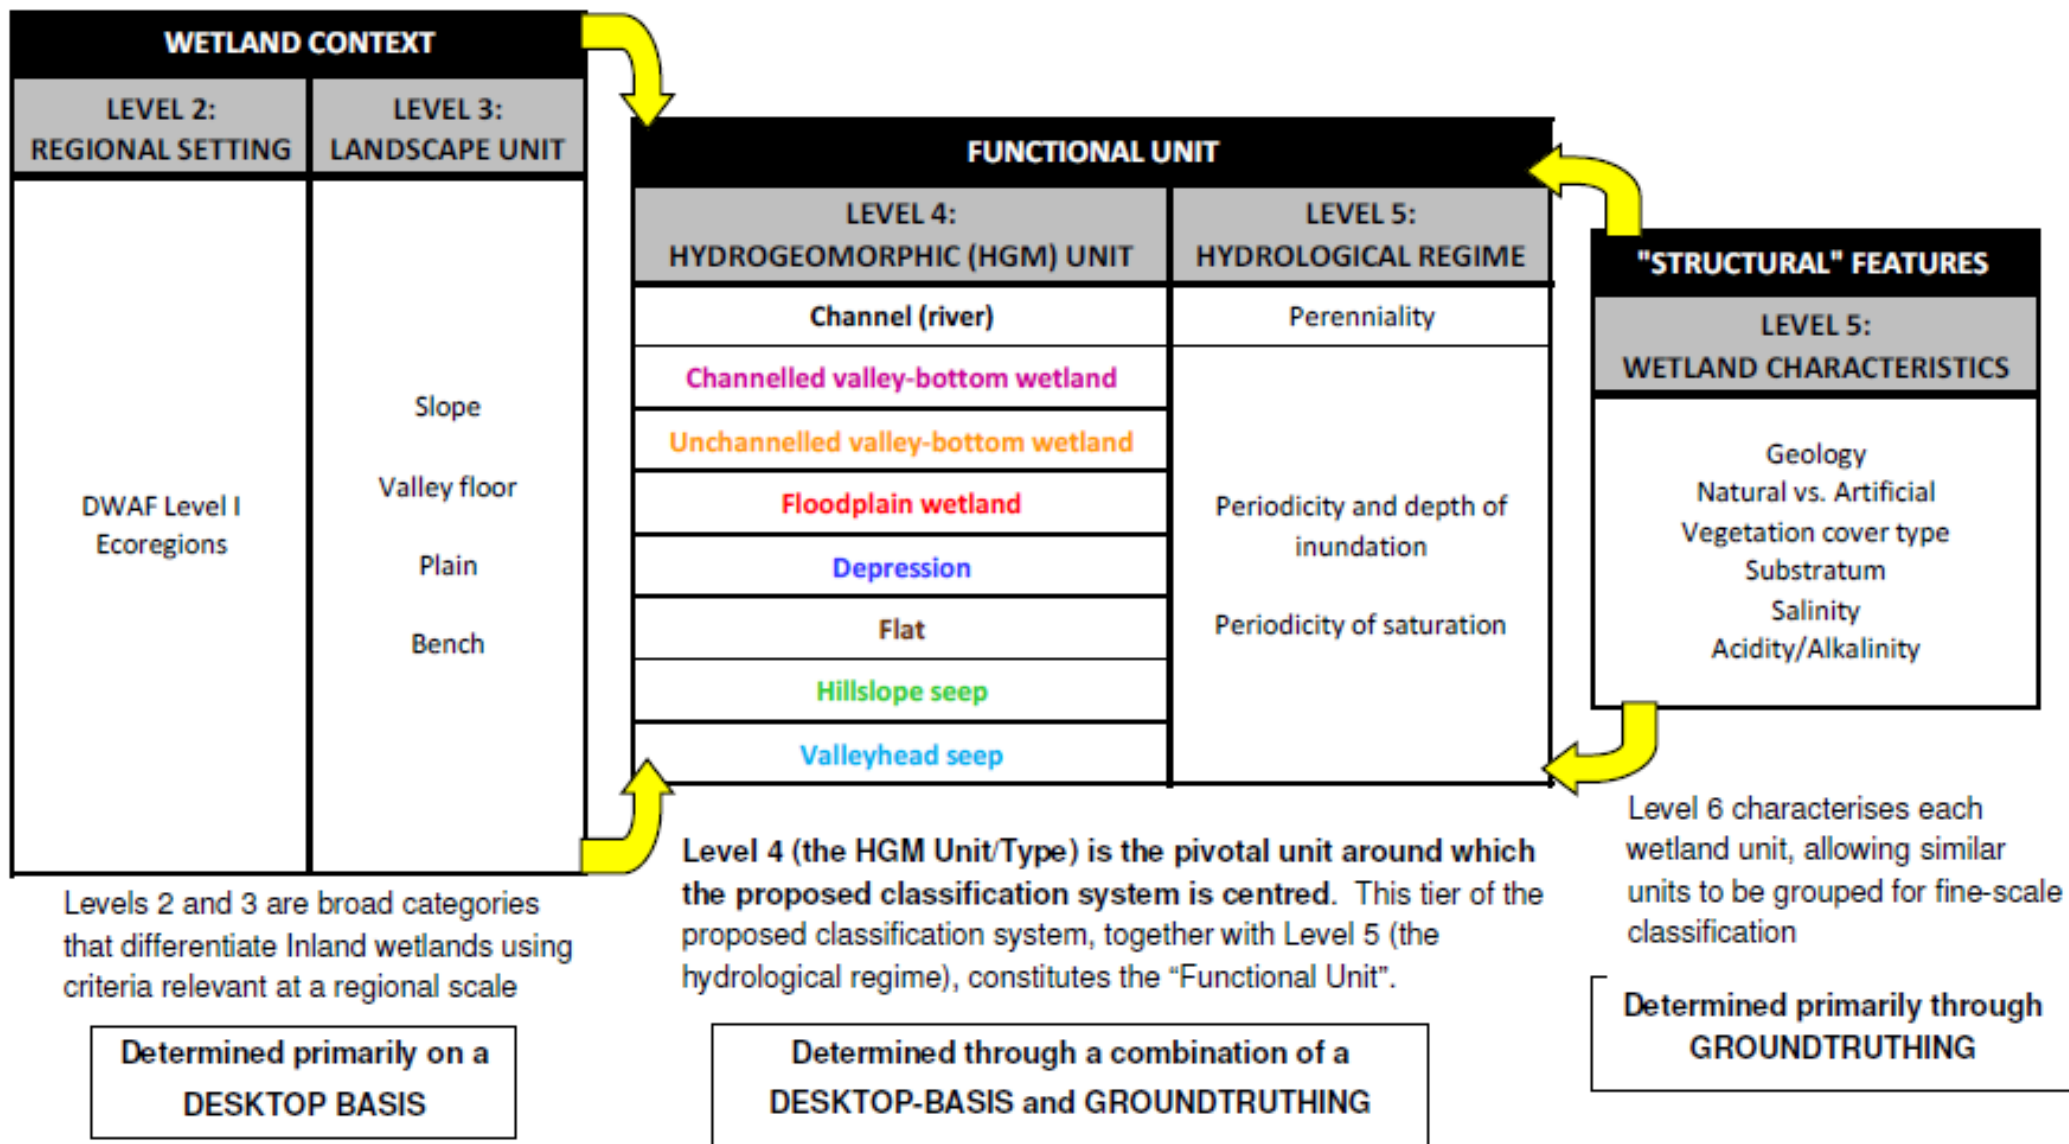 WETLAND CONTEXT
LEVEL 2:
REGIONAL SETTING
LEVEL 3:
LANDSCAPE UNIT
DWAF Level I
Ecoregions
Slope
Valley floor
Plain
Bench
Levels 2 and 3 are broad categories
that differentiate Inland wetlands using
criteria relevant at a regional scale
Determined primarily on a
DESKTOP BASIS
FUNCTIONAL UNIT
LEVEL 4:
HYDROGEOMORPHIC (HGM) UNIT
LEVEL 5:
HYDROLOGICAL REGIME
Channel (river)
Perenniality
Channelled valley-bottom wetland
Unchannelled valley-bottom wetland
Floodplain wetland
Depression
Flat
Hillslope seep
Valleyhead seep
Periodicity and depth of
inundation
Periodicity of saturation
Level 4 (the HGM Unit/Type) is the pivotal unit around which
the proposed classification system is centred. This tier of the
proposed classification system, together with Level 5 (the
hydrological regime), constitutes the “Functional Unit”.
Determined through a combination of a
DESKTOP-BASIS and GROUNDTRUTHING
"STRUCTURAL" FEATURES
LEVEL 5:
WETLAND CHARACTERISTICS
Geology
Natural vs. Artificial
Vegetation cover type
Substratum
Salinity
Acidity/Alkalinity
Level 6 characterises each
wetland unit, allowing similar
units to be grouped for fine-scale
classification
Determined primarily through
GROUNDTRUTHING